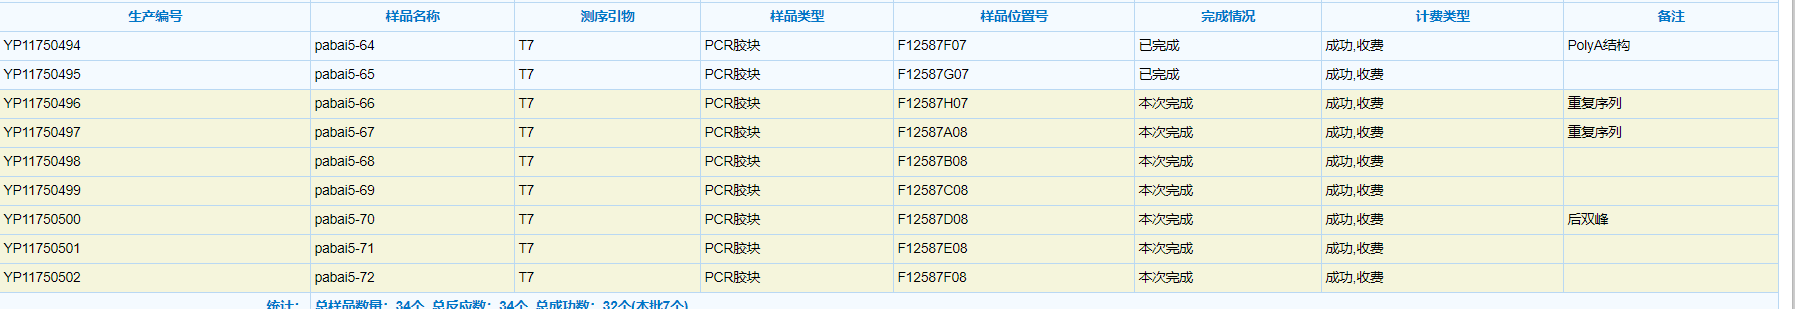 生产编号 样品名称 测序引物 样品类型 样品位置号 完成情况 计费类型 备注
YP11750494 pabai5-64 T7 PCR胶块 F12587F07 已完成 成功,收费 PolyA结构
YP11750495 pabai5-65 T7 PCR胶块 F12587G07 已完成 成功,收费
YP11750496 pabai5-66 T7 PCR胶块 F12587H07 本次完成 成功,收费 重复序列
YP11750497 pabai5-67 T7 PCR胶块 F12587A08 本次完成 成功,收费 重复序列
YP11750498 pabai5-68 T7 PCR胶块 F12587B08 本次完成 成功,收费
YP11750499 pabai5-69 T7 PCR胶块 F12587C08 本次完成 成功,收费
YP11750500 pabai5-70 T7 PCR胶块 F12587D08 本次完成 成功,收费 后双峰
YP11750501 pabai5-71 T7 PCR胶块 F12587E08 本次完成 成功,收费
YP11750502 pabai5-72 T7 PCR胶块 F12587F08 本次完成 成功,收费
统计: 总样品数量: 34个 总反应数: 34个 总成功数: 32个(本批7个)